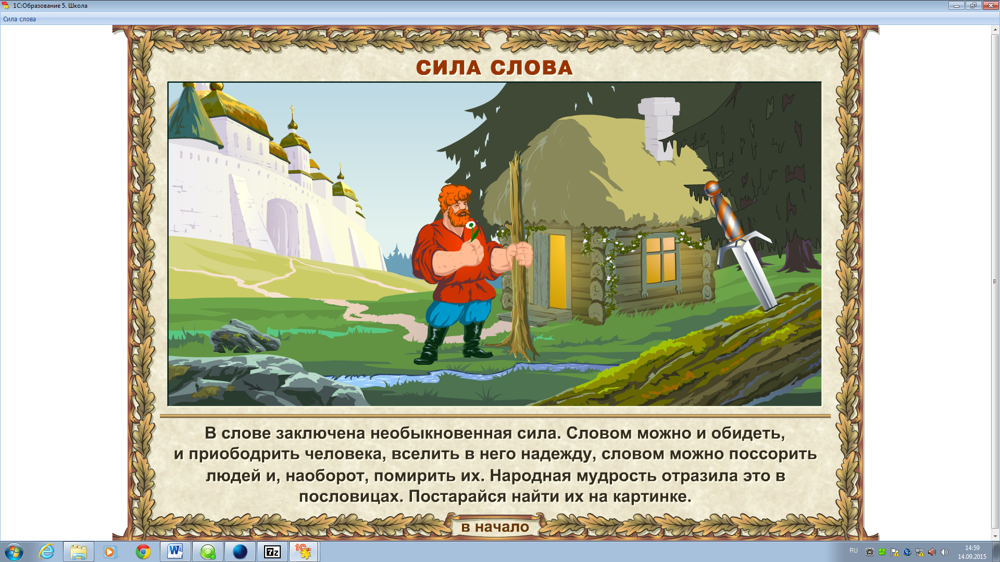 1С:Образование 5. Школа
Сила слова
СИЛА СЛОВА
В слове заключена необыкновенная сила. Словом можно и обидеть,
и приободрить человека, вселить в него надежду, словом можно поссорить
людей и, наоборот, помирить их. Народная мудрость отразила это в
пословицах. Постарайся найти их на картинке.
в начало
W
7z
1С
RU
14:59
14.09.2015